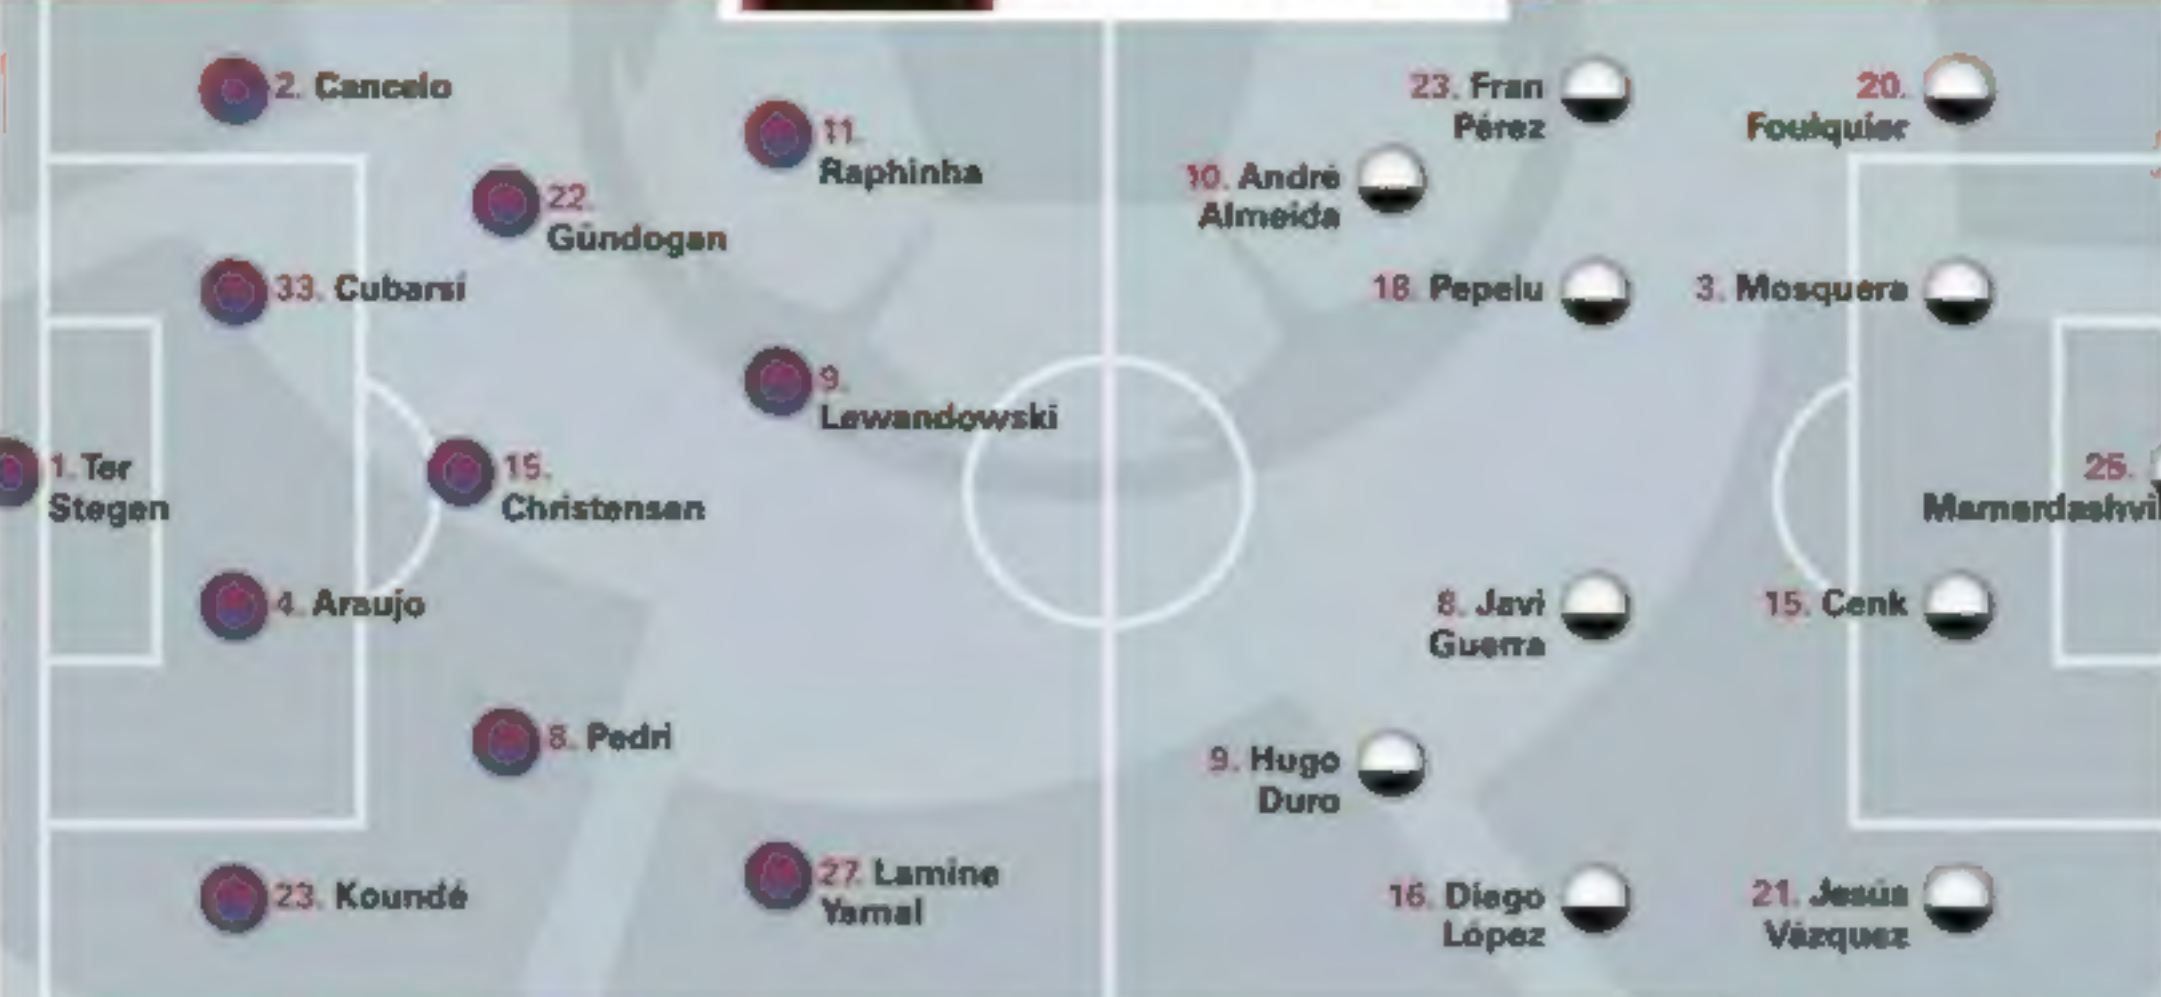 2. Cancelo
11.
Raphinha
22.
Gündogan
33. Cubarsí
9.
Lewandowski
1. Ter
Stegen
15.
Christensen
4. Araujo
8. Pedri
27. Lamine
Yamal
23. Koundé
23. Fran
Pérez
20.
Foulquier
10. André
Almeida
18. Pepelu
3. Mosquera
25.
Mamardashvil
8. Javi
Guerra
15. Cenk
9. Hugo
Duro
16. Diego
López
21. Jesús
Vázquez